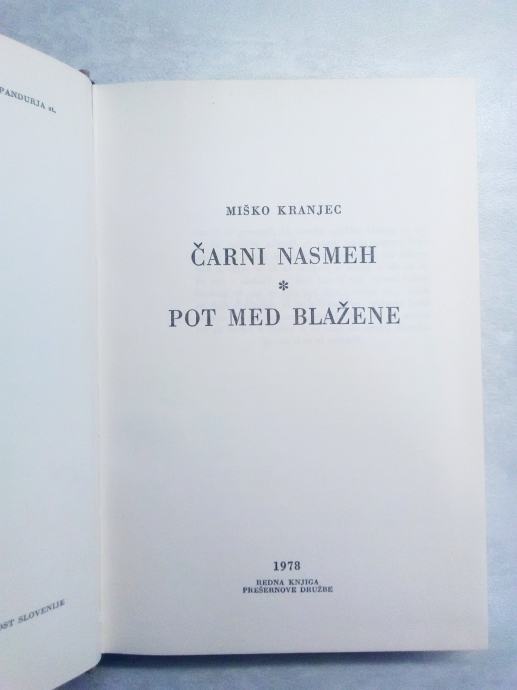 PANDURJA st.
MIŠKO KRANJEC
ČARNI NASMEH
*
POT MED BLAŽENE
1978
REDNA KNJIGA
PREŠERNOVE DRUŽBE
OST SLOVENIJE